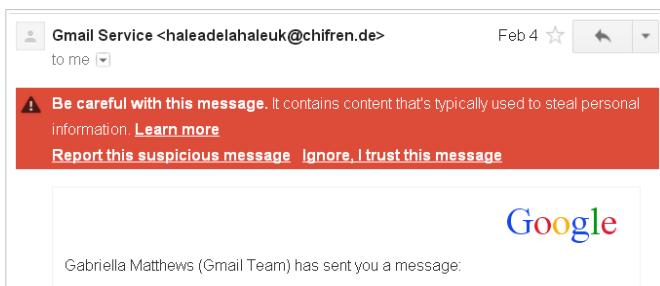 Gmail Service <haleadelahaleuk@chifren.de> Feb 4
to me
Be careful with this message. It contains content that's typically used to steal personal
information. Learn more
Report this suspicious message Ignore, I trust this message
Google
Gabriella Matthews (Gmail Team) has sent you a message: